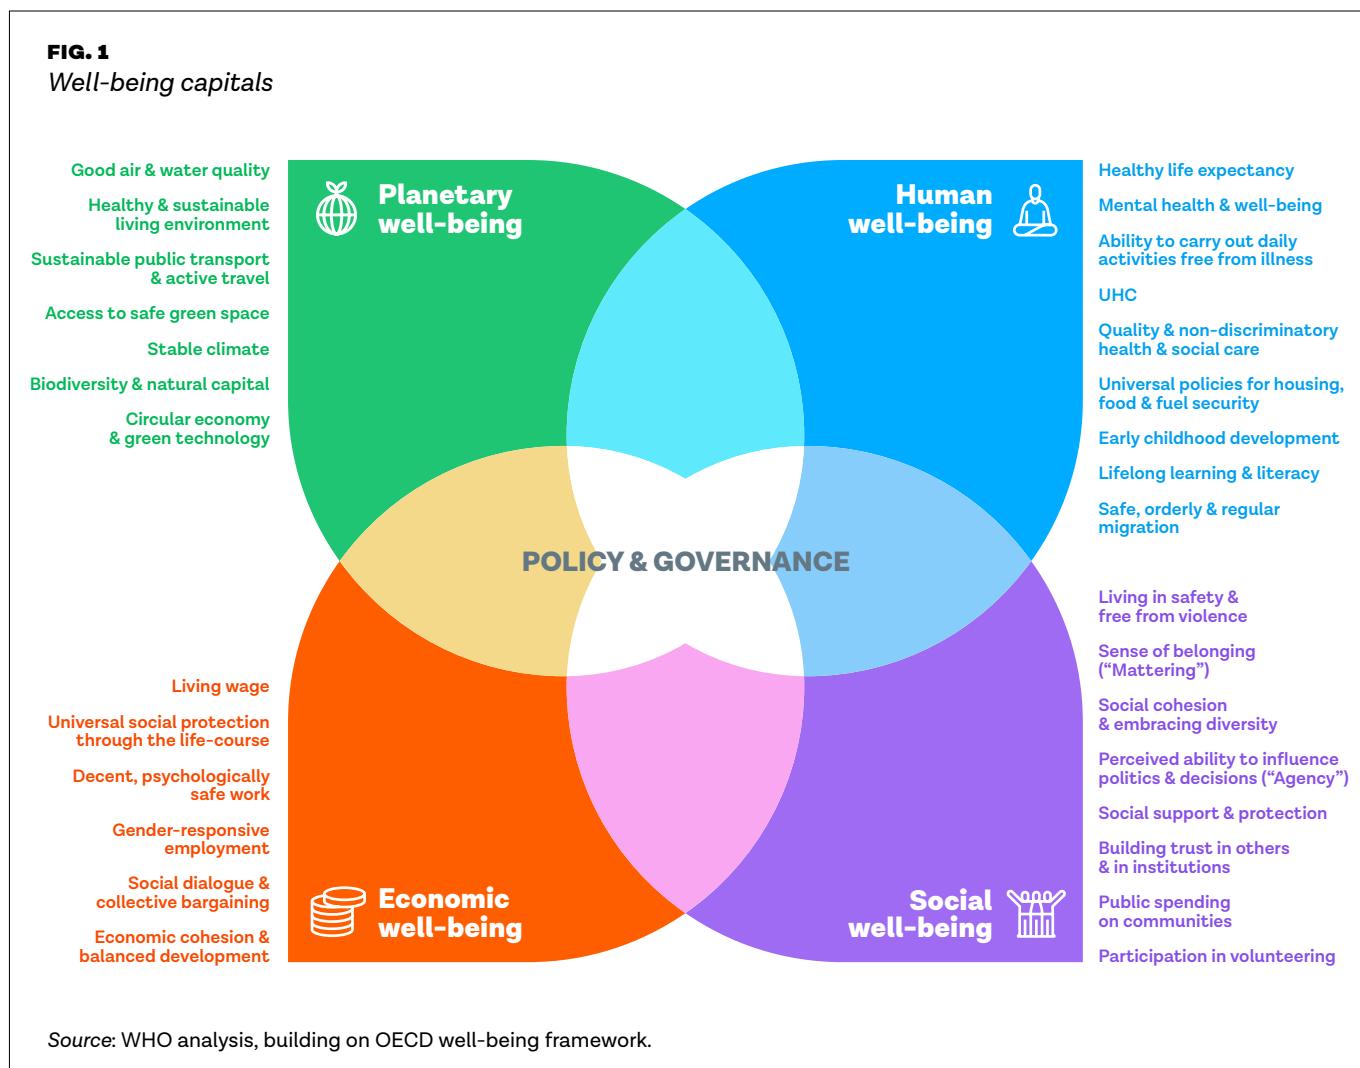 FIG. 1
Well-being capitals
Good air & water quality
Healthy & sustainable
living environment
Sustainable public transport
& active travel
Access to safe green space
Stable climate
Biodiversity & natural capital
Circular economy
& green technology
Planetary
well-being
Human
well-being
Healthy life expectancy
Mental health & well-being
Ability to carry out daily
activities free from illness
UHC
Quality & non-discriminatory
health & social care
Universal policies for housing,
food & fuel security
Early childhood development
Lifelong learning & literacy
Safe, orderly & regular
migration
POLICY & GOVERNANCE
Living wage
Universal social protection
through the life-course
Decent, psychologically
safe work
Gender-responsive
employment
Social dialogue &
collective bargaining
Economic cohesion &
balanced development
Economic
well-being
Social
well-being
Living in safety &
free from violence
Sense of belonging
(“Mattering”)
Social cohesion
& embracing diversity
Perceived ability to influence
politics & decisions (“Agency”)
Social support & protection
Building trust in others
& in institutions
Public spending
on communities
Participation in volunteering
Source: WHO analysis, building on OECD well-being framework.